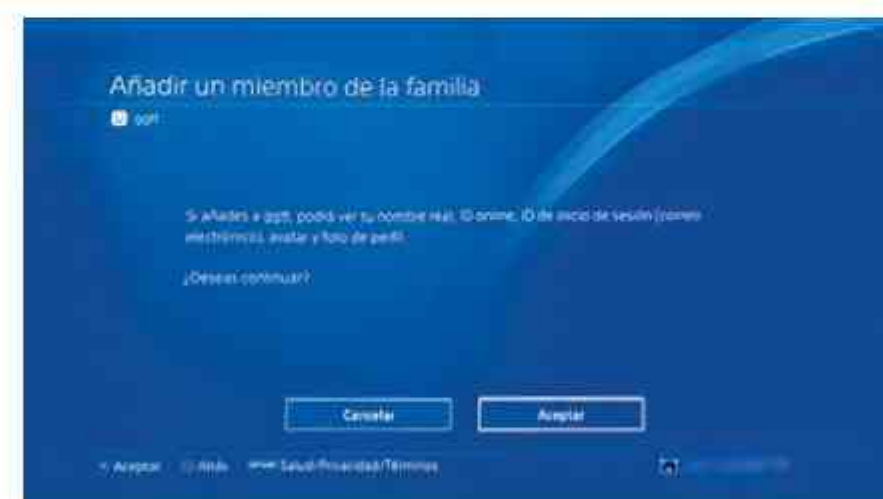 Añadir un miembro de la familia
Si añades a qqtt, podrá ver tu nombre real, ID online, ID de inicio de sesión (correo
electrónico), avatar y foto de perfil.
¿Deseas continuar?
Cancelar Aceptar
Aceptar Atrás Salud/Privacidad/Términos